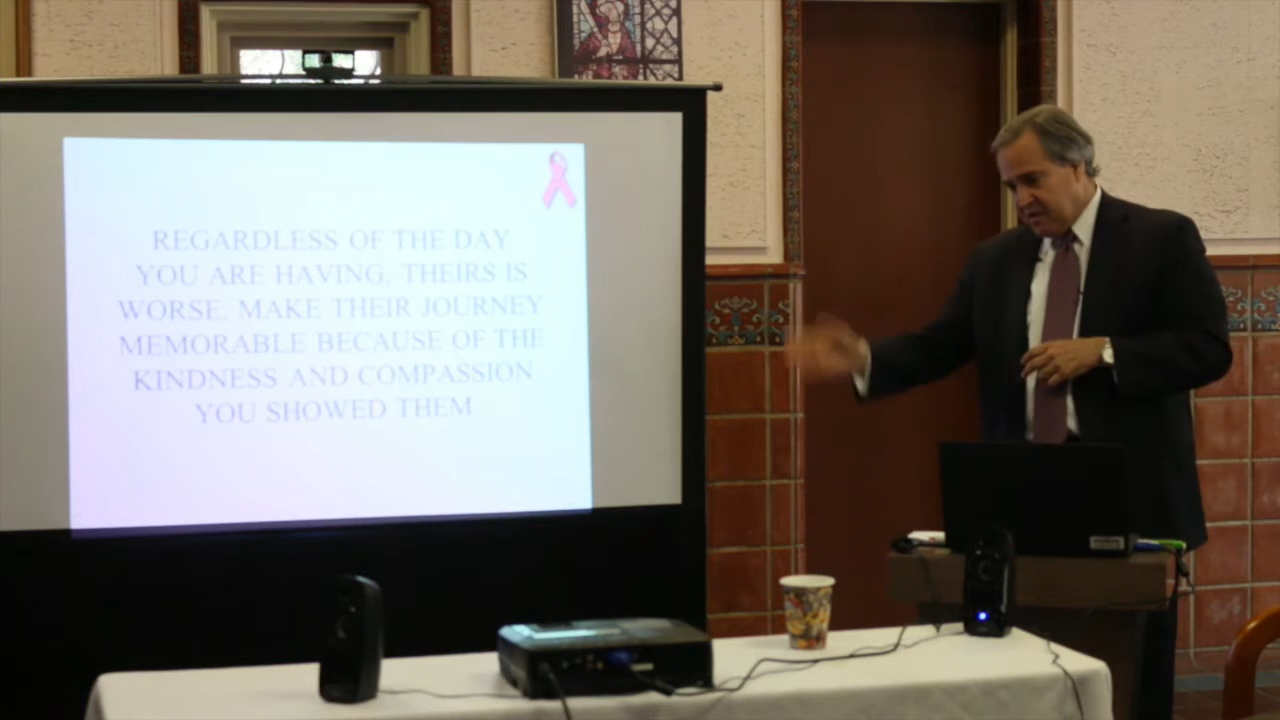 REGARDLESS OF THE DAY
YOU ARE HAVING, THEIRS IS
WORSE. MAKE THEIR JOURNEY
MEMORABLE BECAUSE OF THE
KINDNESS AND COMPASSION
YOU SHOWED THEM